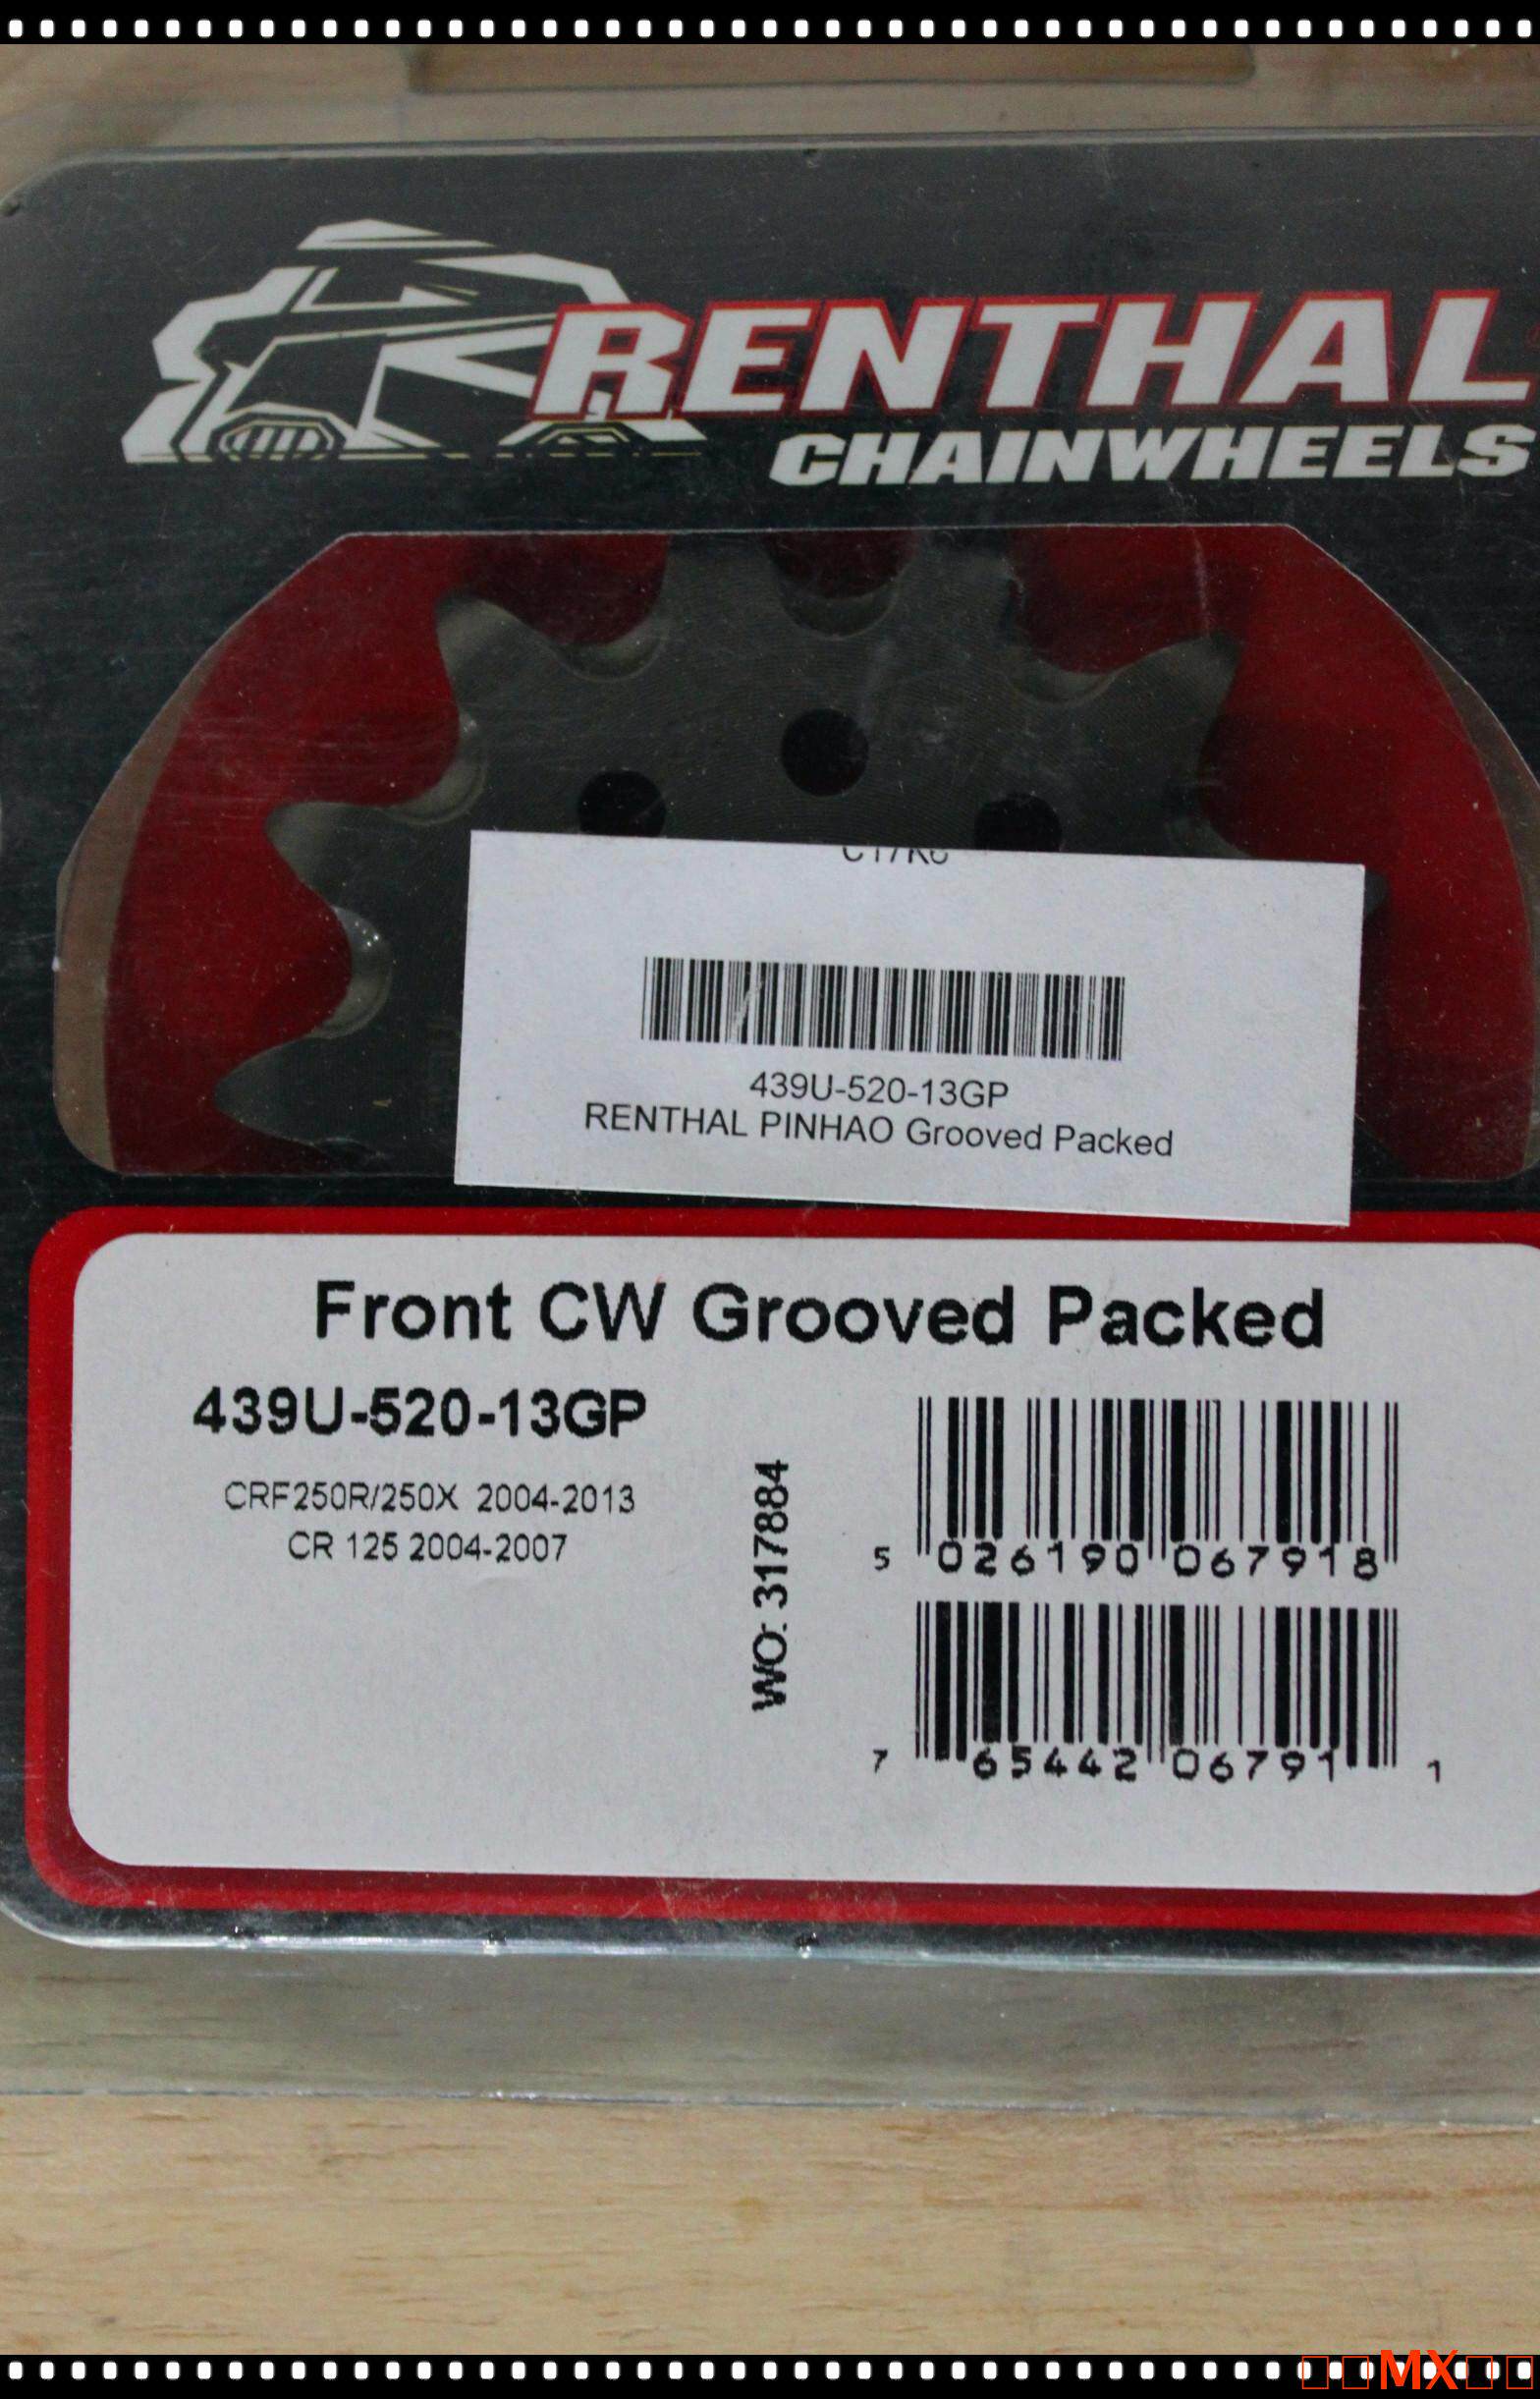 RENTHAL
CHAINWHEELS
439U-520-13GP
RENTHAL PINHAO Grooved Packed
Front CW Grooved Packed
439U-520-13GP
CRF250R/250X 2004-2013
CR 125 2004-2007
WO: 317884
5 026190 067918
7 65442 06791 1
MX